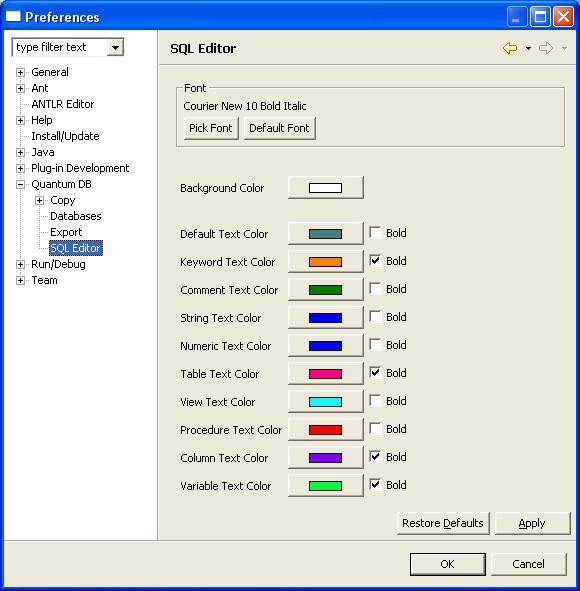 Preferences
type filter text
General
Ant
ANTLR Editor
Help
Install/Update
Java
Plug-in Development
Quantum DB
Copy
Databases
Export
SQL Editor
Run/Debug
Team
SQL Editor
Font
Courier New 10 Bold Italic
Pick Font Default Font
Background Color
Default Text Color Bold
Keyword Text Color Bold
Comment Text Color Bold
String Text Color Bold
Numeric Text Color Bold
Table Text Color Bold
View Text Color Bold
Procedure Text Color Bold
Column Text Color Bold
Variable Text Color Bold
Restore Defaults Apply
OK Cancel